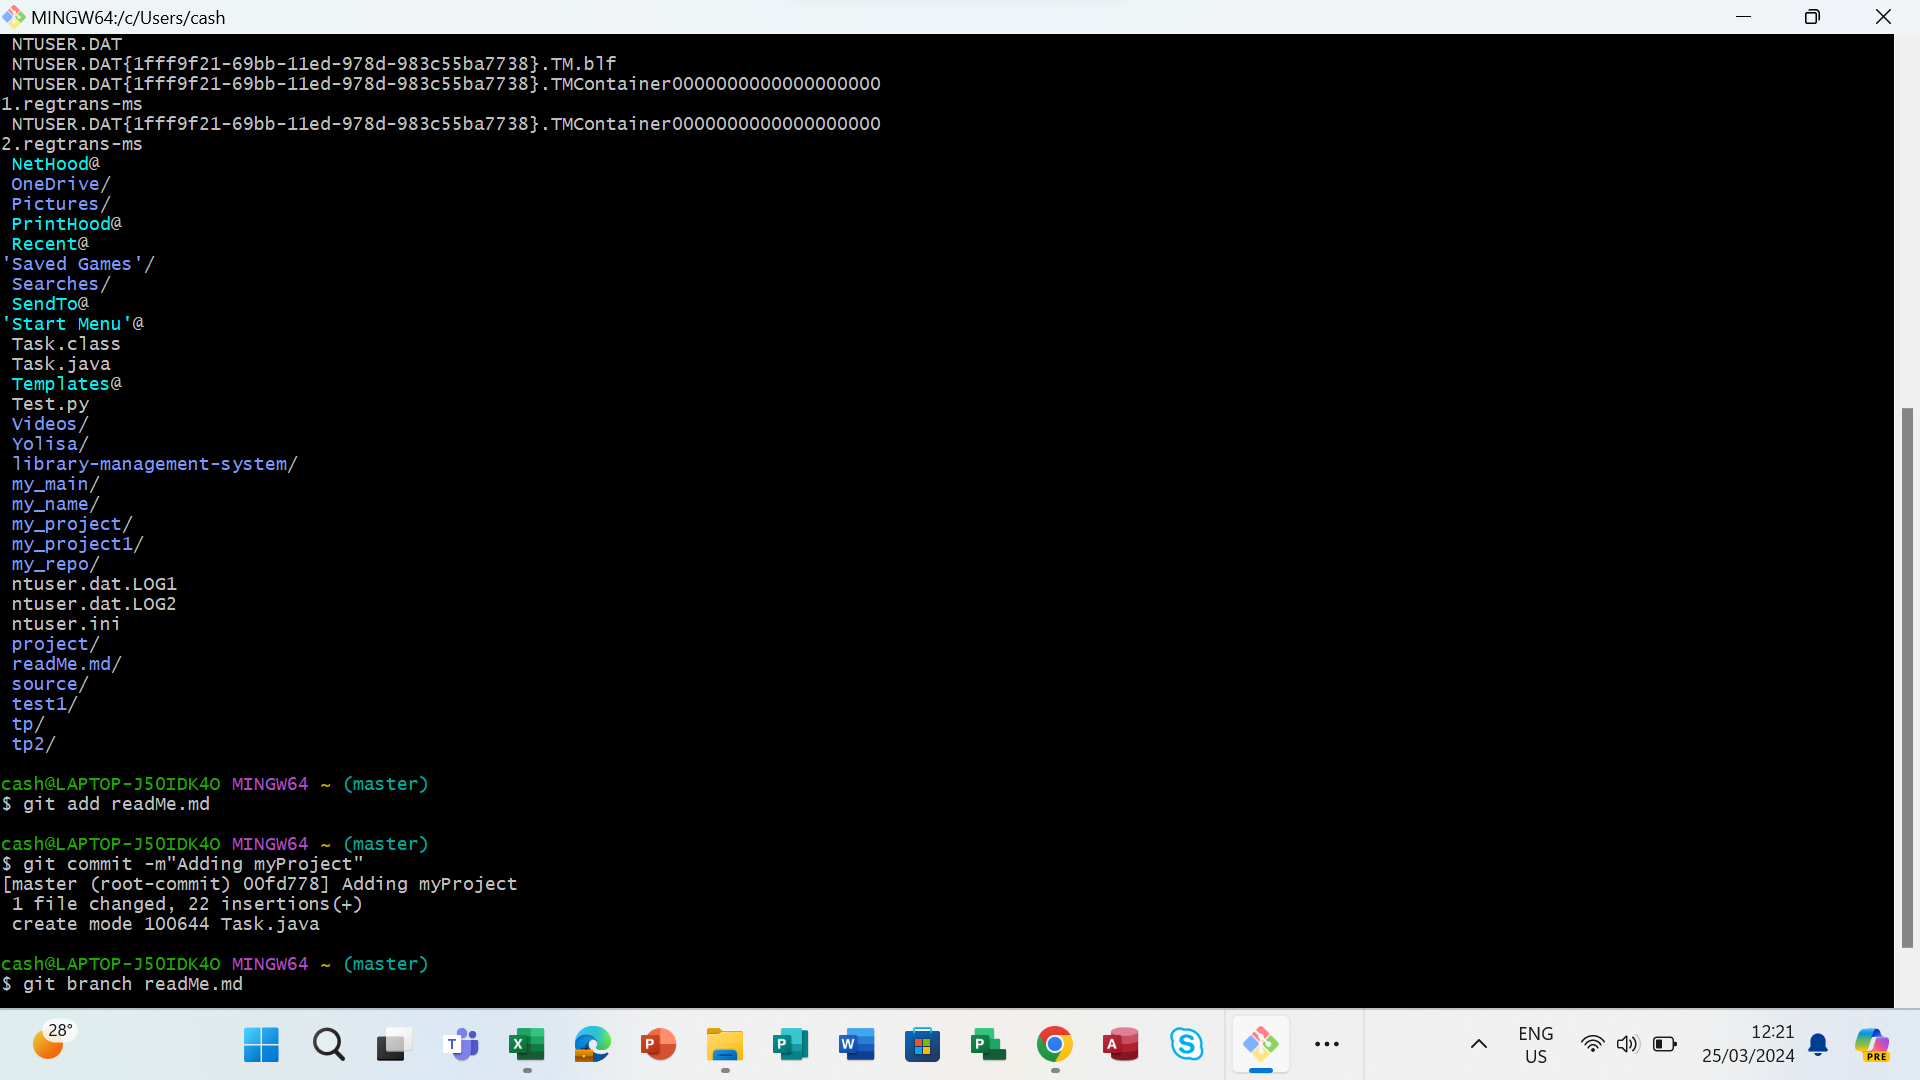 MINGW64:/c/Users/cash
NTUSER.DAT
NTUSER.DAT{1fff9f21-69bb-11ed-978d-983c55ba7738}.TM.blf
NTUSER.DAT{1fff9f21-69bb-11ed-978d-983c55ba7738}.TMContainer0000000000000000000
1.regtrans-ms
NTUSER.DAT{1fff9f21-69bb-11ed-978d-983c55ba7738}.TMContainer0000000000000000000
2.regtrans-ms
NetHood@
OneDrive/
Pictures/
PrintHood@
Recent@
'Saved Games'/
Searches/
SendTo@
'Start Menu'@
Task.class
Task.java
Templates@
Test.py
Videos/
Yolisa/
library-management-system/
my_main/
my_name/
my_project/
my_project1/
my_repo/
ntuser.dat.LOG1
ntuser.dat.LOG2
ntuser.ini
project/
readMe.md/
source/
test1/
tp/
tp2/
cash@LAPTOP-J5OIDK4O MINGW64 ~ (master)
$ git add readMe.md
cash@LAPTOP-J5OIDK4O MINGW64 ~ (master)
$ git commit -m"Adding myProject"
[master (root-commit) 00fd778] Adding myProject
1 file changed, 22 insertions(+)
create mode 100644 Task.java
cash@LAPTOP-J5OIDK4O MINGW64 ~ (master)
$ git branch readMe.md
28°
ENG
US
12:21
25/03/2024
PRE